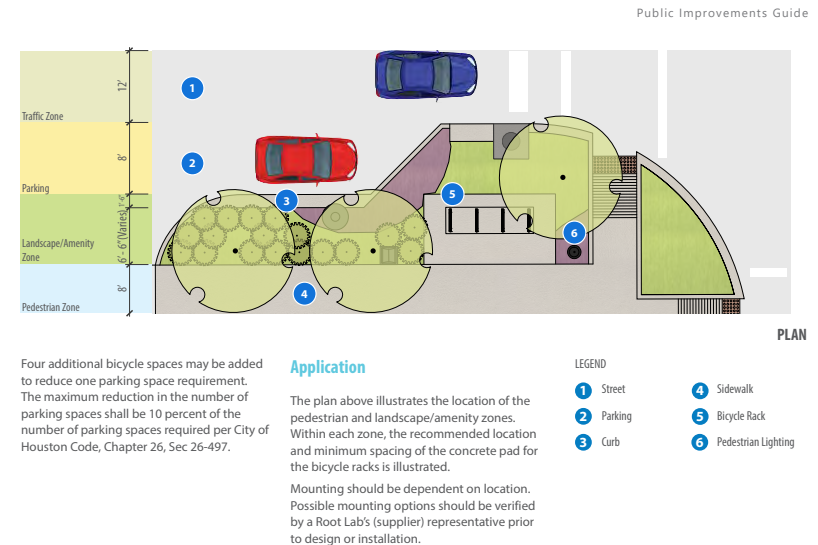 Public Improvements Guide
12'
1
Traffic Zone
8'
2
Parking
1'-6"
3
5
6' - 6" (Varies)
6
Landscape/Amenity
Zone
8'
4
Pedestrian Zone
PLAN
Four additional bicycle spaces may be added
to reduce one parking space requirement.
The maximum reduction in the number of
parking spaces shall be 10 percent of the
number of parking spaces required per City of
Houston Code, Chapter 26, Sec 26-497.
Application
The plan above illustrates the location of the
pedestrian and landscape/amenity zones.
Within each zone, the recommended location
and minimum spacing of the concrete pad for
the bicycle racks is illustrated.
Mounting should be dependent on location.
Possible mounting options should be verified
by a Root Lab's (supplier) representative prior
to design or installation.
LEGEND
1 Street
2 Parking
3 Curb
4 Sidewalk
5 Bicycle Rack
6 Pedestrian Lighting